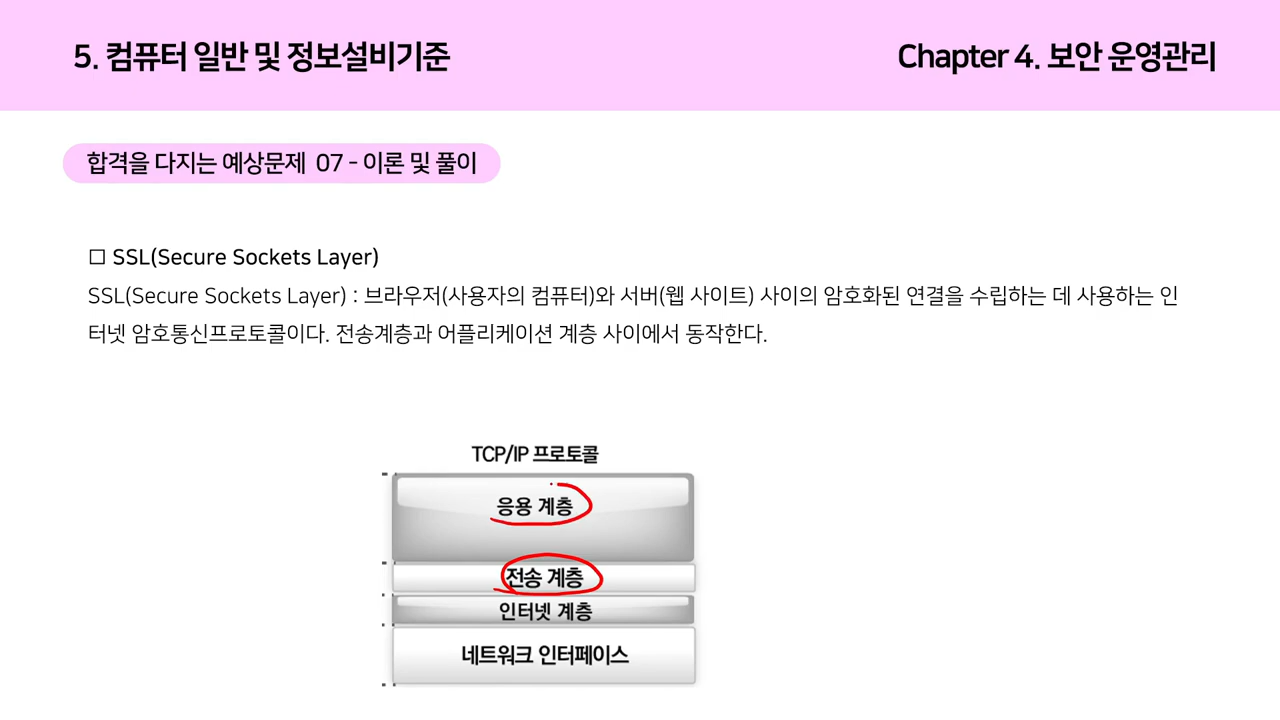 5. 컴퓨터 일반 및 정보설비기준
Chapter 4. 보안 운영관리
합격을 다지는 예상문제 07 - 이론 및 풀이
□ SSL(Secure Sockets Layer)
SSL(Secure Sockets Layer) : 브라우저(사용자의 컴퓨터)와 서버(웹 사이트) 사이의 암호화된 연결을 수립하는 데 사용하는 인
터넷 암호통신프로토콜이다. 전송계층과 어플리케이션 계층 사이에서 동작한다.
TCP/IP 프로토콜
응용 계층
전송 계층
인터넷 계층
네트워크 인터페이스